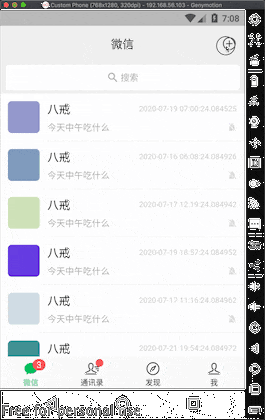 Custom Phone (768x1280, 320dpi) - 192.168.56.103 - Genymotion
7:08
微信
搜索
八戒 2020-07-19 07:00:24.084525
今天中午吃什么
八戒 2020-07-16 06:08:24.084926
今天中午吃什么
八戒 2020-07-17 12:19:24.084942
今天中午吃什么
八戒 2020-07-19 18:57:24.084952
今天中午吃什么
八戒 2020-07-17 11:16:24.084962
今天中午吃什么
八戒 2020-07-21 19:54:24.084972
3
微信 通讯录 发现 我
Free for personal use